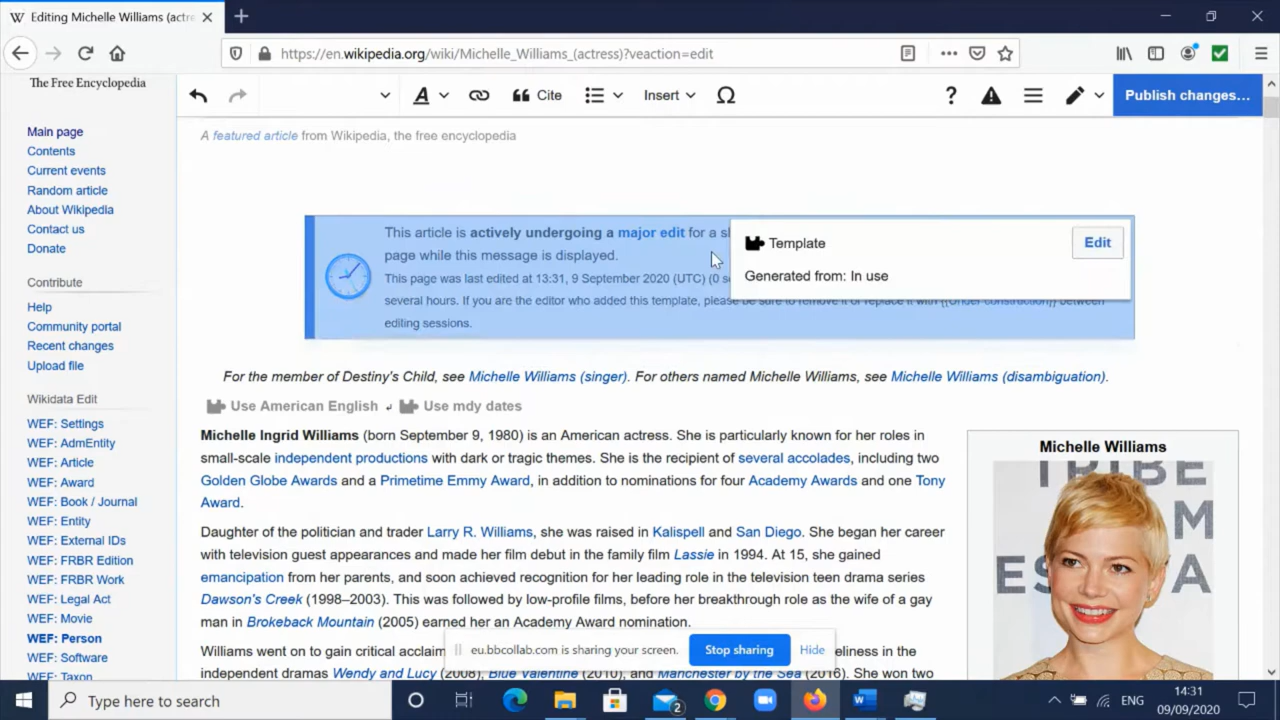 Editing Michelle Williams (actre
https://en.wikipedia.org/wiki/Michelle_Williams_(actress)?veaction=edit
The Free Encyclopedia
Main page
Contents
Current events
Random article
About Wikipedia
Contact us
Donate
Contribute
Help
Community portal
Recent changes
Upload file
Wikidata Edit
WEF: Settings
WEF: AdmEntity
WEF: Article
WEF: Award
WEF: Book / Journal
WEF: Entity
WEF: External IDs
WEF: FRBR Edition
WEF: FRBR Work
WEF: Legal Act
WEF: Movie
WEF: Person
WEF: Software
WEF: Taxon
A Cite Insert Ω ? Publish changes...
A featured article from Wikipedia, the free encyclopedia
This article is actively undergoing a major edit for a sh
page while this message is displayed.
This page was last edited at 13:31, 9 September 2020 (UTC) (0 s
several hours. If you are the editor who added this template, please be sure to remove it or replace it with {{Under construction}} between
editing sessions.
Template
Edit
Generated from: In use
For the member of Destiny's Child, see Michelle Williams (singer). For others named Michelle Williams, see Michelle Williams (disambiguation).
Use American English ↲ Use mdy dates
Michelle Ingrid Williams (born September 9, 1980) is an American actress. She is particularly known for her roles in
small-scale independent productions with dark or tragic themes. She is the recipient of several accolades, including two
Golden Globe Awards and a Primetime Emmy Award, in addition to nominations for four Academy Awards and one Tony
Award.
Daughter of the politician and trader Larry R. Williams, she was raised in Kalispell and San Diego. She began her career
with television guest appearances and made her film debut in the family film Lassie in 1994. At 15, she gained
emancipation from her parents, and soon achieved recognition for her leading role in the television teen drama series
Dawson's Creek (1998–2003). This was followed by low-profile films, before her breakthrough role as the wife of a gay
man in Brokeback Mountain (2005) earned her an Academy Award nomination.
Williams went on to gain critical acclaim
eliness in the
independent dramas Wendy and Lucy (2008), Blue Valentine (2010), and Manchester by the Sea (2016). She won two
Michelle Williams
TRIBE
eu.bbcollab.com is sharing your screen. Stop sharing Hide
Type here to search
2
ENG
14:31
09/09/2020